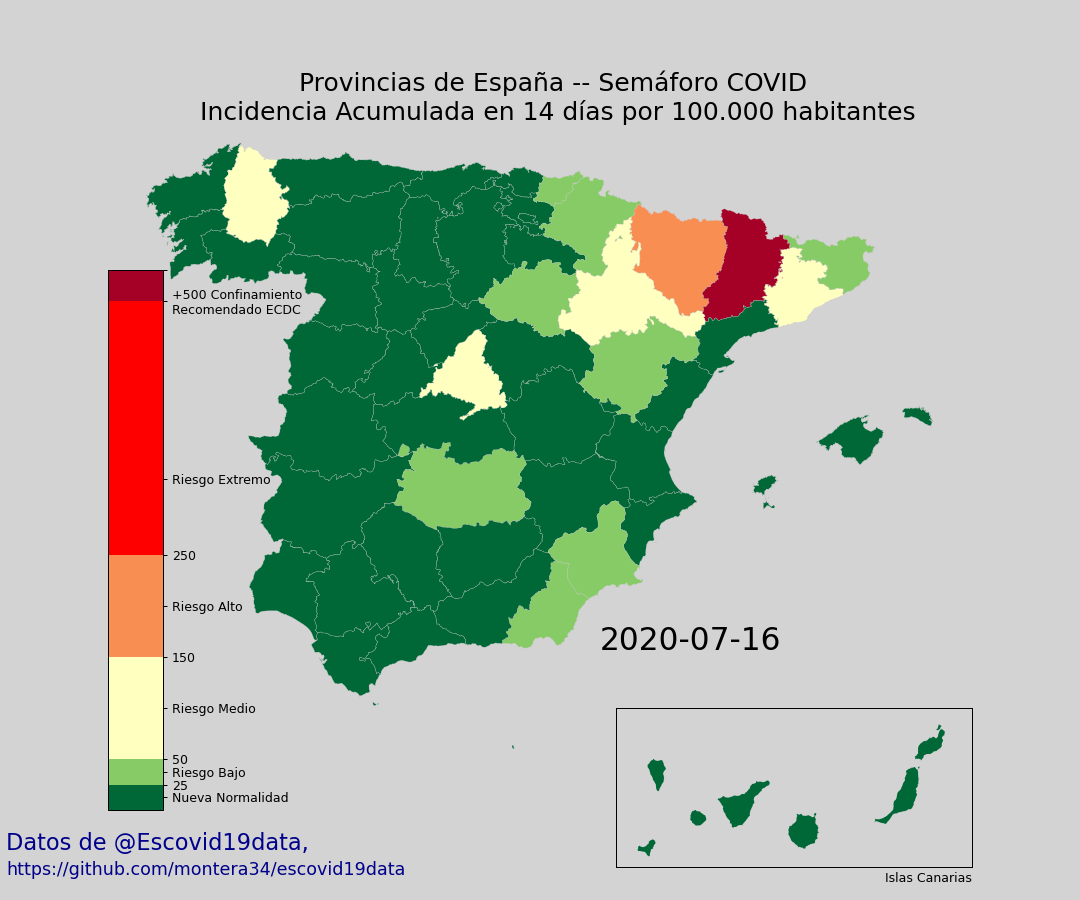 Provincias de España -- Semáforo COVID
Incidencia Acumulada en 14 días por 100.000 habitantes
+500 Confinamiento
Recomendado ECDC
Riesgo Extremo
250
Riesgo Alto
150
Riesgo Medio
50
Riesgo Bajo
25
Nueva Normalidad
2020-07-16
Islas Canarias
Datos de @Escovid19data,
https://github.com/montera34/escovid19data